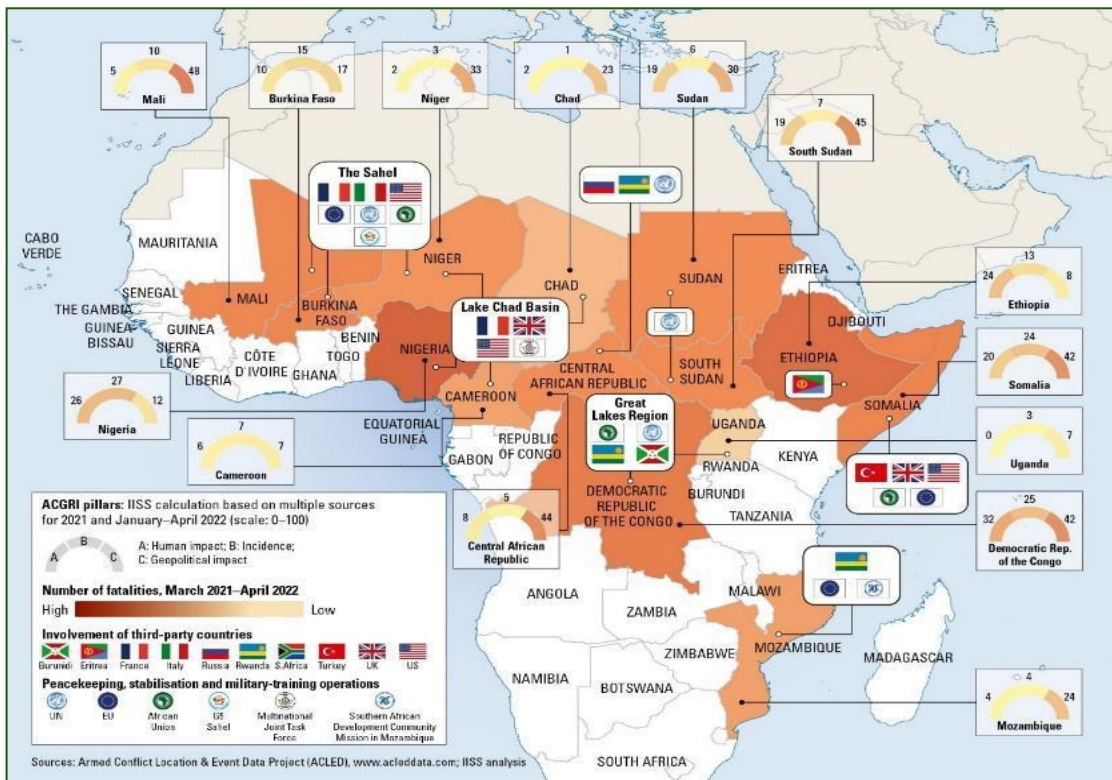 10
5 48
Mali
15
10 17
Burkina Faso
3
2 33
Niger
1
2 23
Chad
6
19 30
Sudan
7
19 45
South Sudan
The Sahel
CABO
VERDE
MAURITANIA
SENEGAL
THE GAMBIA
GUINEA-
BISSAU
GUINEA
SIERRA
LEONE
LIBERIA
CÔTE
D'IVOIRE
GHANA
TOGO
BENIN
MALI
BURKINA
FASO
NIGER
CHAD
SUDAN
ERITREA
DJIBOUTI
Lake Chad Basin
NIGERIA
CAMEROON
CENTRAL
AFRICAN REPUBLIC
SOUTH
SUDAN
ETHIOPIA
SOMALIA
EQUATORIAL
GUINEA
GABON
REPUBLIC
OF CONGO
Great
Lakes Region
UGANDA
KENYA
RWANDA
BURUNDI
DEMOCRATIC
REPUBLIC
OF THE CONGO
TANZANIA
ANGOLA
ZAMBIA
MALAWI
MOZAMBIQUE
ZIMBABWE
NAMIBIA
BOTSWANA
SOUTH AFRICA
MADAGASCAR
13
24 8
Ethiopia
24
20 42
Somalia
3
0 7
Uganda
25
32 42
Democratic Rep.
of the Congo
4
4 24
Mozambique
27
26 12
Nigeria
7
6 7
Cameroon
5
8 44
Central African
Republic
ACGRI pillars: IISS calculation based on multiple sources
for 2021 and January–April 2022 (scale: 0–100)
B
A C
A: Human impact; B: Incidence;
C: Geopolitical impact
Number of fatalities, March 2021–April 2022
High Low
Involvement of third-party countries
Burundi Eritrea France Italy Russia Rwanda S.Africa Turkey UK US
Peacekeeping, stabilisation and military-training operations
UN
EU
African
Union
G5
Sahel
Multinational
Joint Task
Force
Southern African
Development Community
Mission in Mozambique
Sources: Armed Conflict Location & Event Data Project (ACLED), www.acleddata.com; IISS analysis